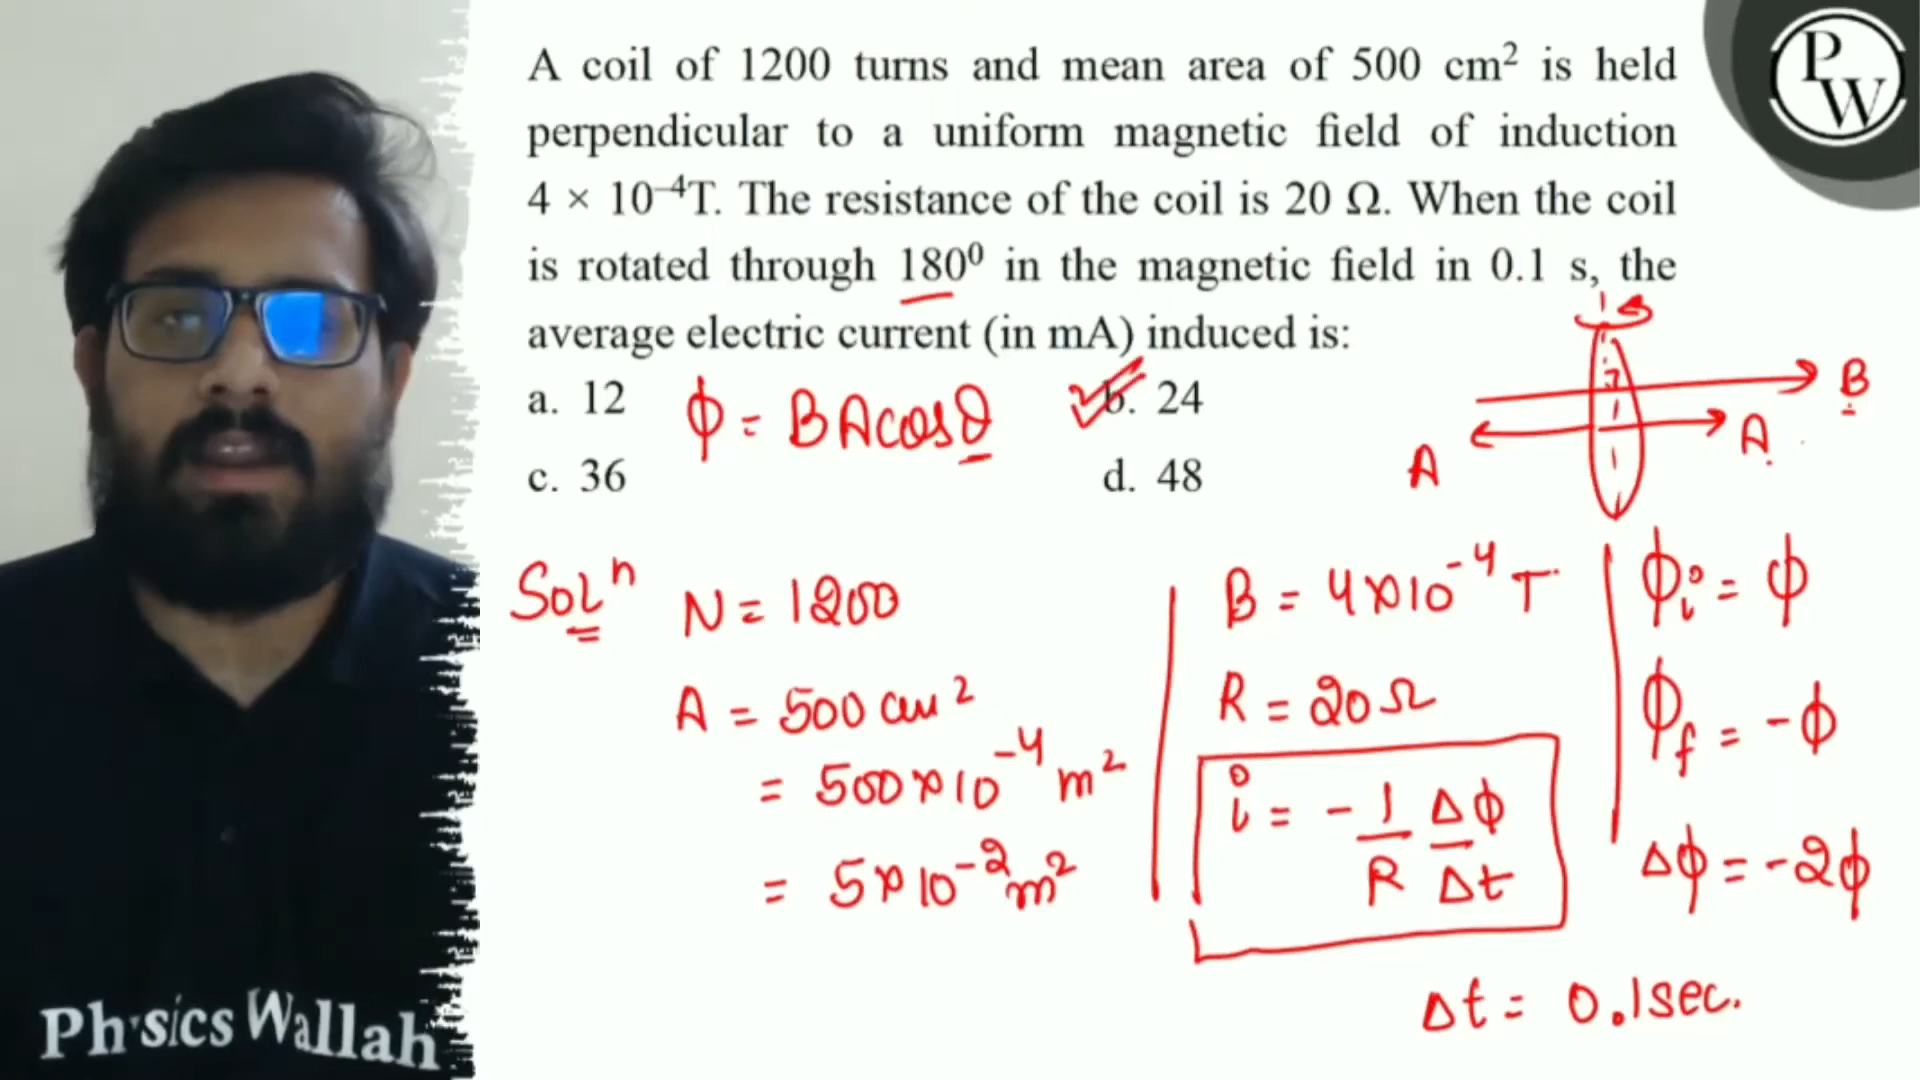 A coil of 1200 turns and mean area of 500 cm² is held
perpendicular to a uniform magnetic field of induction
4 × 10⁻⁴T. The resistance of the coil is 20 Ω. When the coil
is rotated through 180⁰ in the magnetic field in 0.1 s, the
average electric current (in mA) induced is:
a. 12
b. 24
c. 36
d. 48
ϕ = BAcosθ
B
A
A
Solⁿ
N = 1200
A = 500 cm²
= 500×10⁻⁴ m²
= 5×10⁻² m²
B = 4×10⁻⁴ T
R = 20Ω
i = -1/R Δϕ/Δt
ϕi = ϕ
ϕf = -ϕ
Δϕ = -2ϕ
Δt = 0.1sec.
PW
Physics Wallah